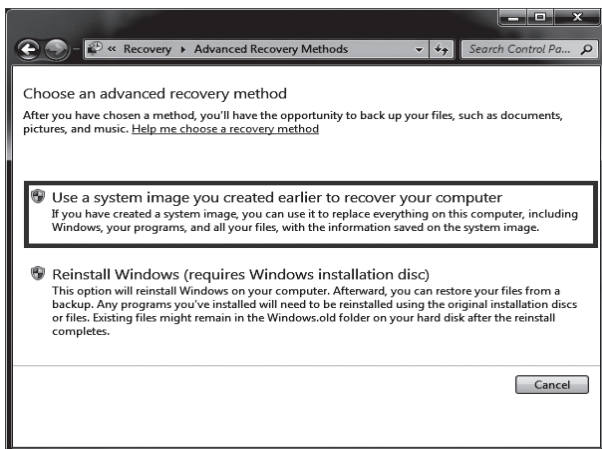 « Recovery ▸ Advanced Recovery Methods
Search Control Pa...
Choose an advanced recovery method
After you have chosen a method, you'll have the opportunity to back up your files, such as documents,
pictures, and music. Help me choose a recovery method
Use a system image you created earlier to recover your computer
If you have created a system image, you can use it to replace everything on this computer, including
Windows, your programs, and all your files, with the information saved on the system image.
Reinstall Windows (requires Windows installation disc)
This option will reinstall Windows on your computer. Afterward, you can restore your files from a
backup. Any programs you've installed will need to be reinstalled using the original installation discs
or files. Existing files might remain in the Windows.old folder on your hard disk after the reinstall
completes.
Cancel